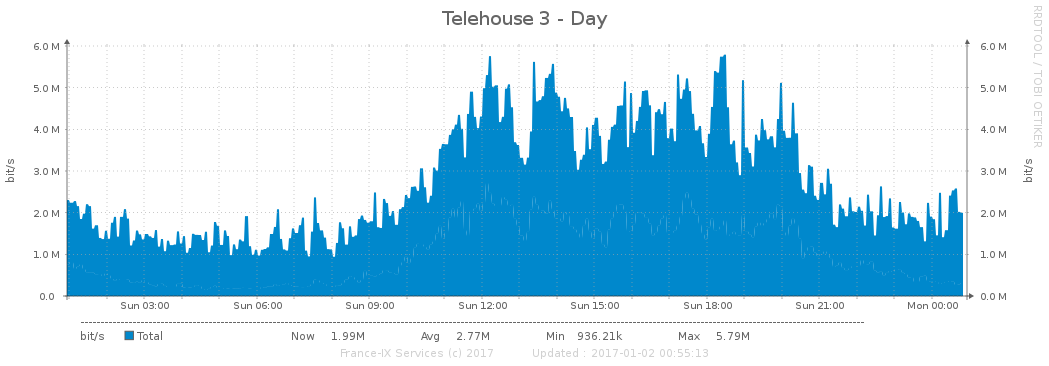 Telehouse 3 - Day
RRDTOOL / TOBI OETIKER
6.0 M 6.0 M
5.0 M 5.0 M
4.0 M 4.0 M
3.0 M 3.0 M
2.0 M 2.0 M
1.0 M 1.0 M
0.0 0.0 M
bit/s bit/s
Sun 03:00 Sun 06:00 Sun 09:00 Sun 12:00 Sun 15:00 Sun 18:00 Sun 21:00 Mon 00:00
bit/s Total Now 1.99M Avg 2.77M Min 936.21k Max 5.79M
France-IX Services (c) 2017 Updated : 2017-01-02 00:55:13